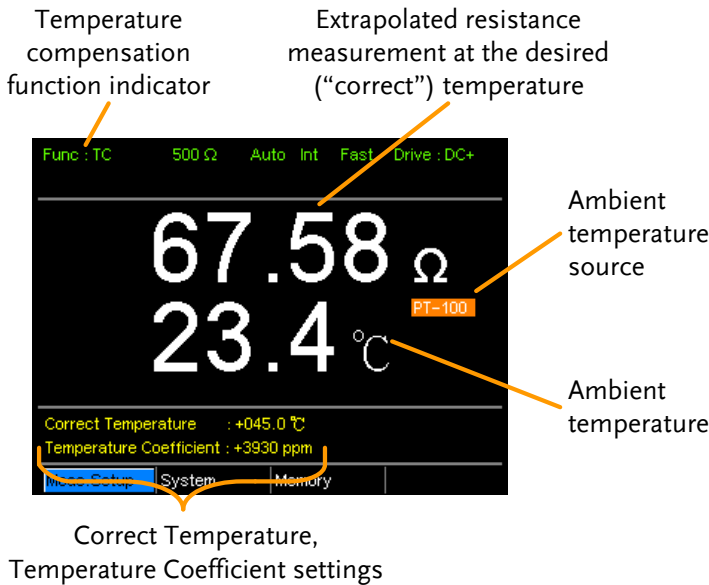 Temperature
compensation
function indicator
Extrapolated resistance
measurement at the desired
(“correct”) temperature
Func : TC 500 Ω Auto Int Fast Drive : DC+
67.58 Ω
PT-100
23.4 ℃
Ambient
temperature
source
Ambient
temperature
Correct Temperature : +045.0 ℃
Temperature Coefficient : +3930 ppm
Meas.Setup System Memory
Correct Temperature,
Temperature Coefficient settings